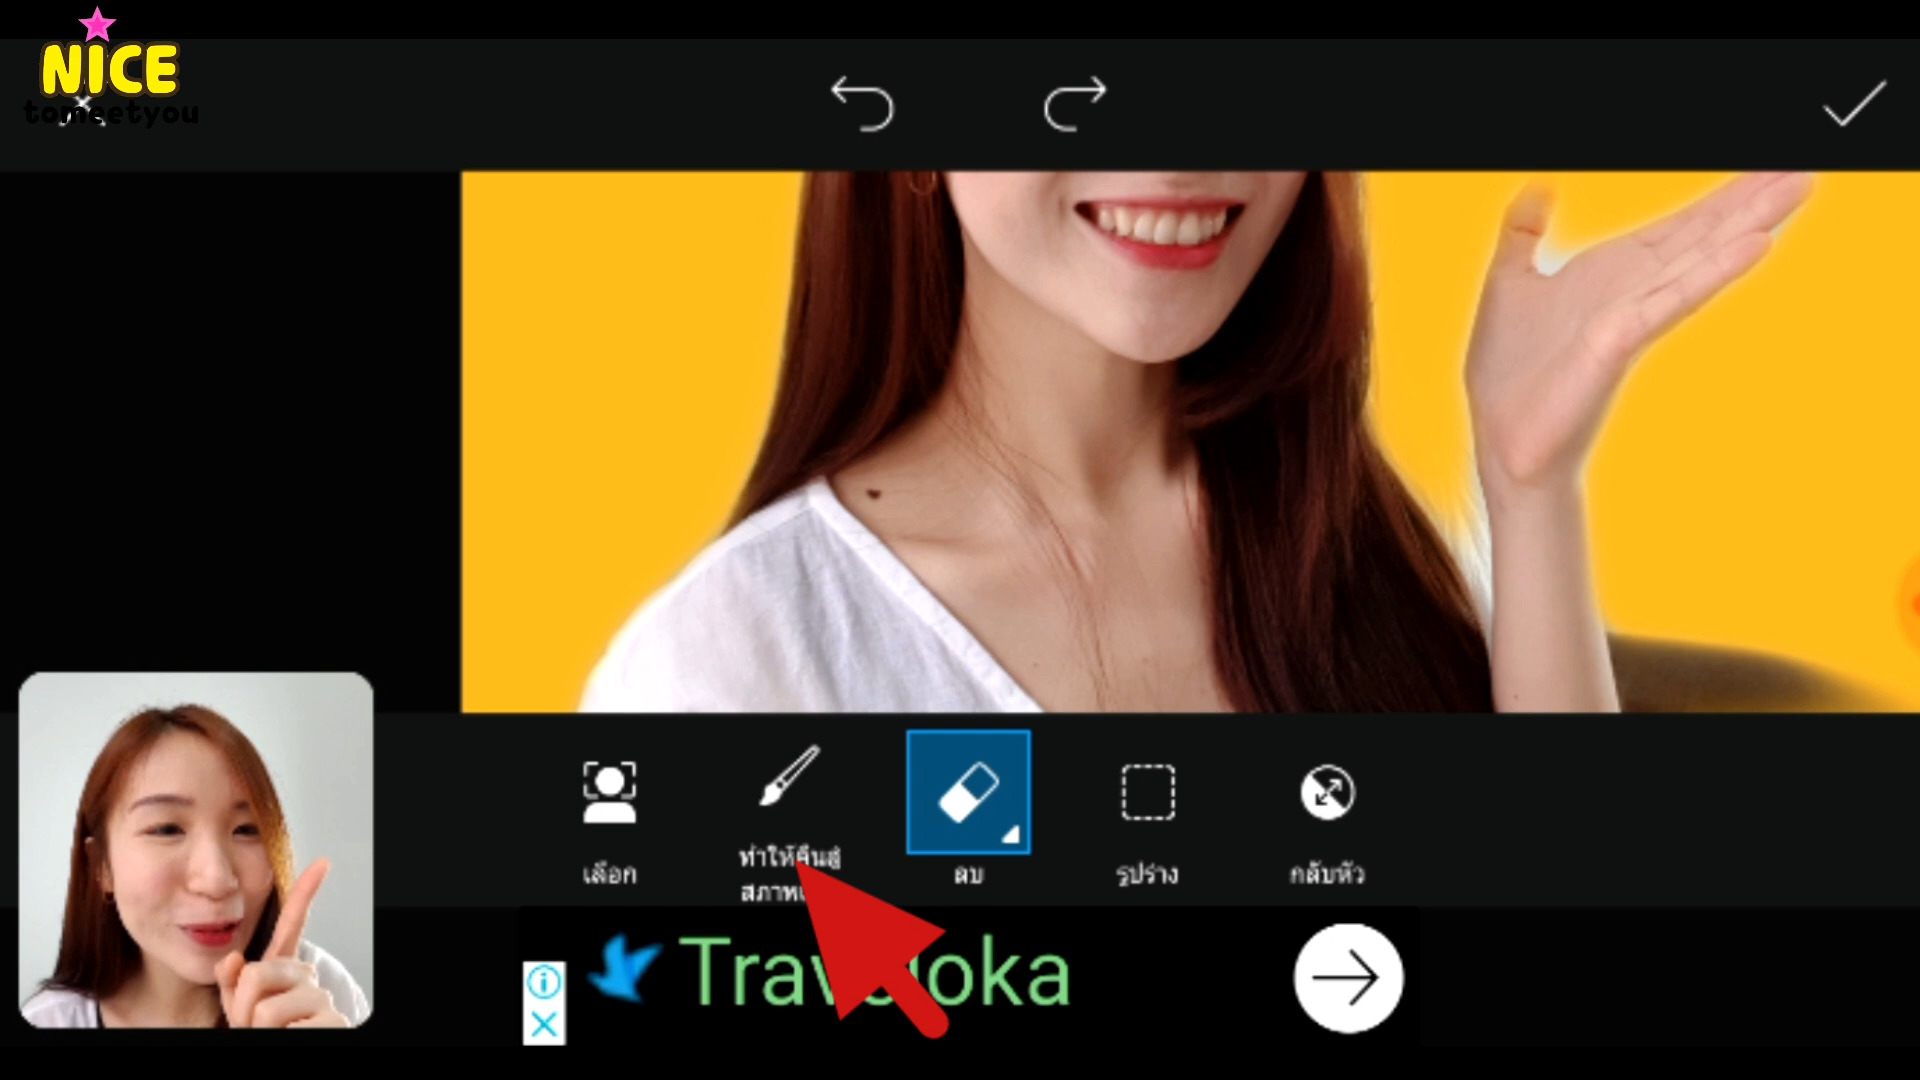 NICE
tomeetyou
เลือก
ทำให้คืนสู่
ลบ
รูปร่าง
กลับหัว